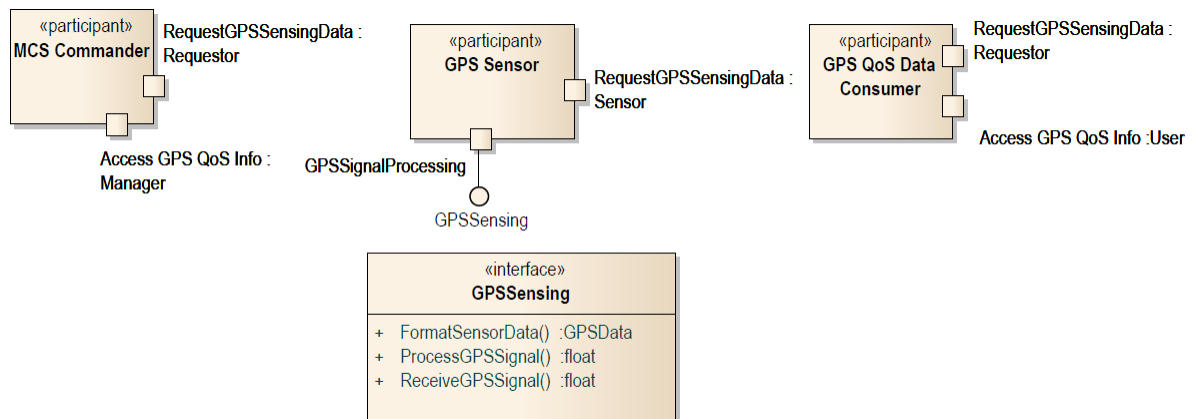 «participant»
MCS Commander
RequestGPSSensingData :
Requestor
Access GPS QoS Info :
Manager
«participant»
GPS Sensor
RequestGPSSensingData :
Sensor
GPSSignalProcessing
GPSSensing
«participant»
GPS QoS Data
Consumer
RequestGPSSensingData :
Requestor
Access GPS QoS Info :User
«interface»
GPSSensing
+ FormatSensorData() :GPSData
+ ProcessGPSSignal() :float
+ ReceiveGPSSignal() :float